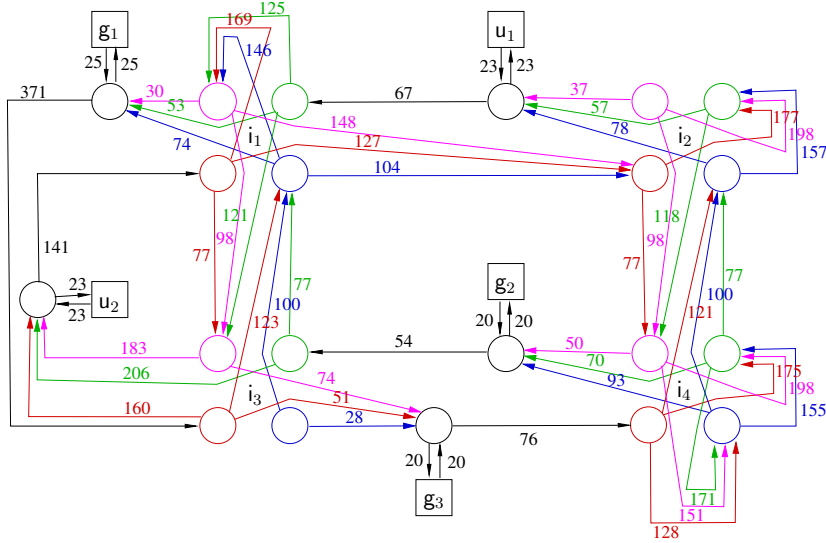 g1 125 169 u1
25 25 146 23 23
371 30 67 37
53 148 57 177
74 i1 127 78 i2 198
104 157
141 121 118
77 98 77 98 77
77
23 u2 g2
23 100 20 20 121 100
123
183 54 50
206 74 70 175
160 i3 51 93 i4 198
28 155
20 20 76
g3 171
151
128